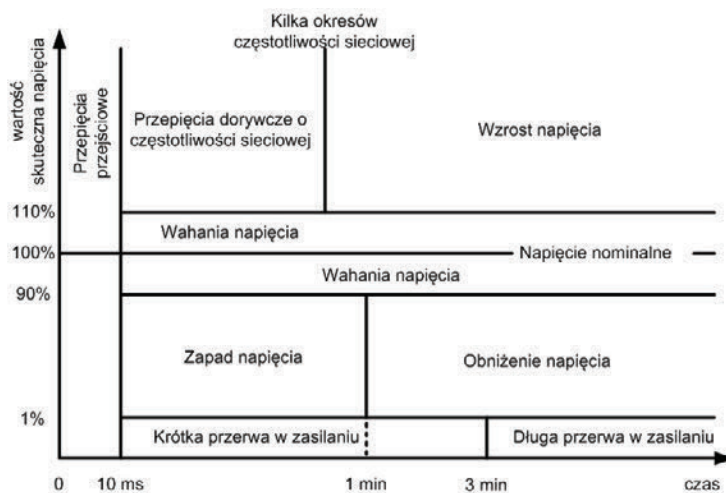 Kilka okresów
częstotliwości sieciowej
wartość
skuteczna napięcia
Przepięcia
przejściowe
Przepięcia dorywcze o
częstotliwości sieciowej
Wzrost napięcia
110%
Wahania napięcia
100%
Napięcie nominalne
Wahania napięcia
90%
Zapad napięcia
Obniżenie napięcia
1%
Krótka przerwa w zasilaniu
Długa przerwa w zasilaniu
0
10 ms
1 min
3 min
czas